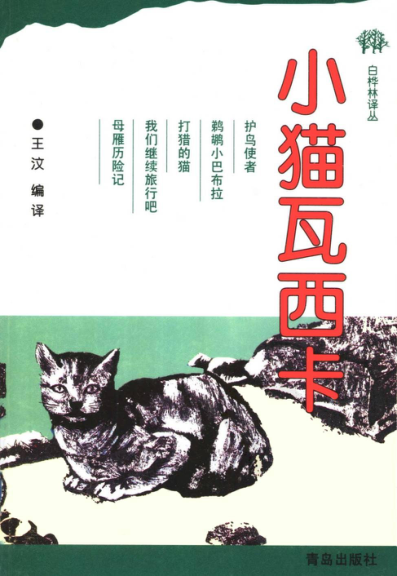 白桦林译丛
小猫瓦西卡
护鸟使者
鹈鹕小巴布拉
打猎的猫
我们继续旅行吧
母雁历险记
●王汶 编译
青岛出版社